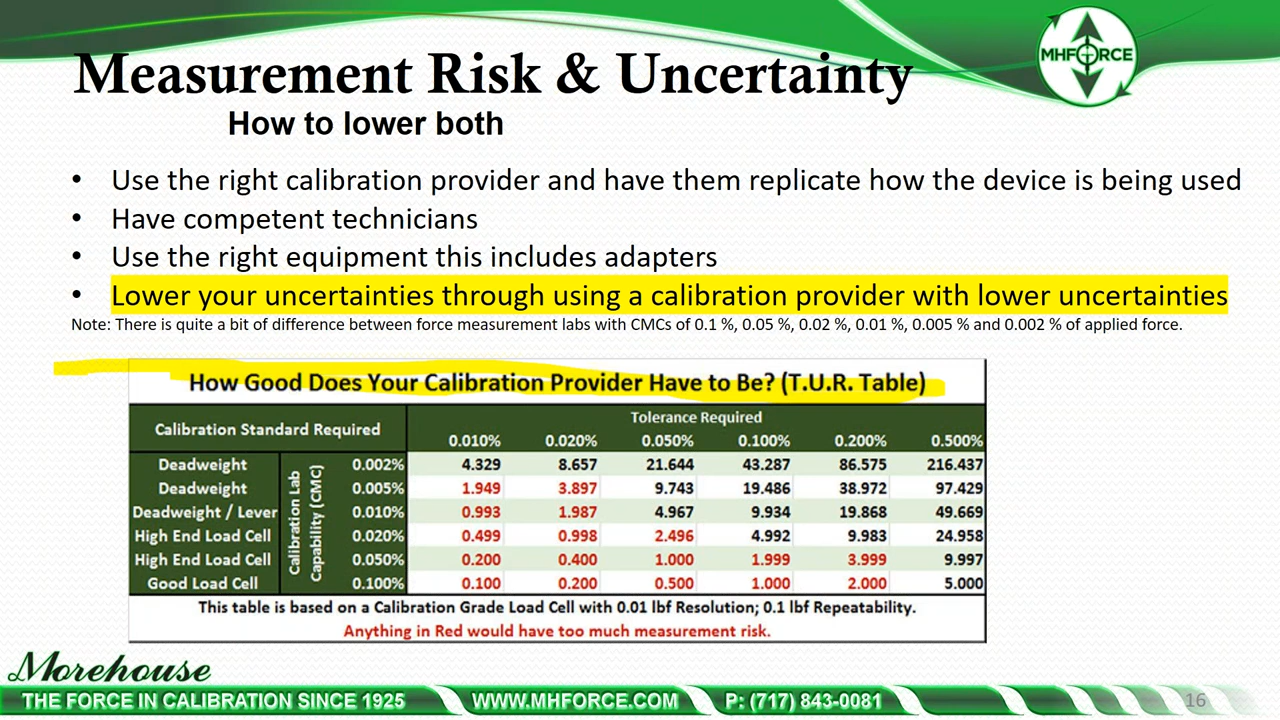 MHFORCE
Measurement Risk & Uncertainty
How to lower both
• Use the right calibration provider and have them replicate how the device is being used
• Have competent technicians
• Use the right equipment this includes adapters
• Lower your uncertainties through using a calibration provider with lower uncertainties
Note: There is quite a bit of difference between force measurement labs with CMCs of 0.1 %, 0.05 %, 0.02 %, 0.01 %, 0.005 % and 0.002 % of applied force.
How Good Does Your Calibration Provider Have to Be? (T.U.R. Table)
Calibration Standard Required
Tolerance Required
0.010% 0.020% 0.050% 0.100% 0.200% 0.500%
Calibration Lab Capability (CMC)
Deadweight 0.002% 4.329 8.657 21.644 43.287 86.575 216.437
Deadweight 0.005% 1.949 3.897 9.743 19.486 38.972 97.429
Deadweight / Lever 0.010% 0.993 1.987 4.967 9.934 19.868 49.669
High End Load Cell 0.020% 0.499 0.998 2.496 4.992 9.983 24.958
High End Load Cell 0.050% 0.200 0.400 1.000 1.999 3.999 9.997
Good Load Cell 0.100% 0.100 0.200 0.500 1.000 2.000 5.000
This table is based on a Calibration Grade Load Cell with 0.01 lbf Resolution; 0.1 lbf Repeatability.
Anything in Red would have too much measurement risk.
Morehouse
THE FORCE IN CALIBRATION SINCE 1925 WWW.MHFORCE.COM P: (717) 843-0081 16